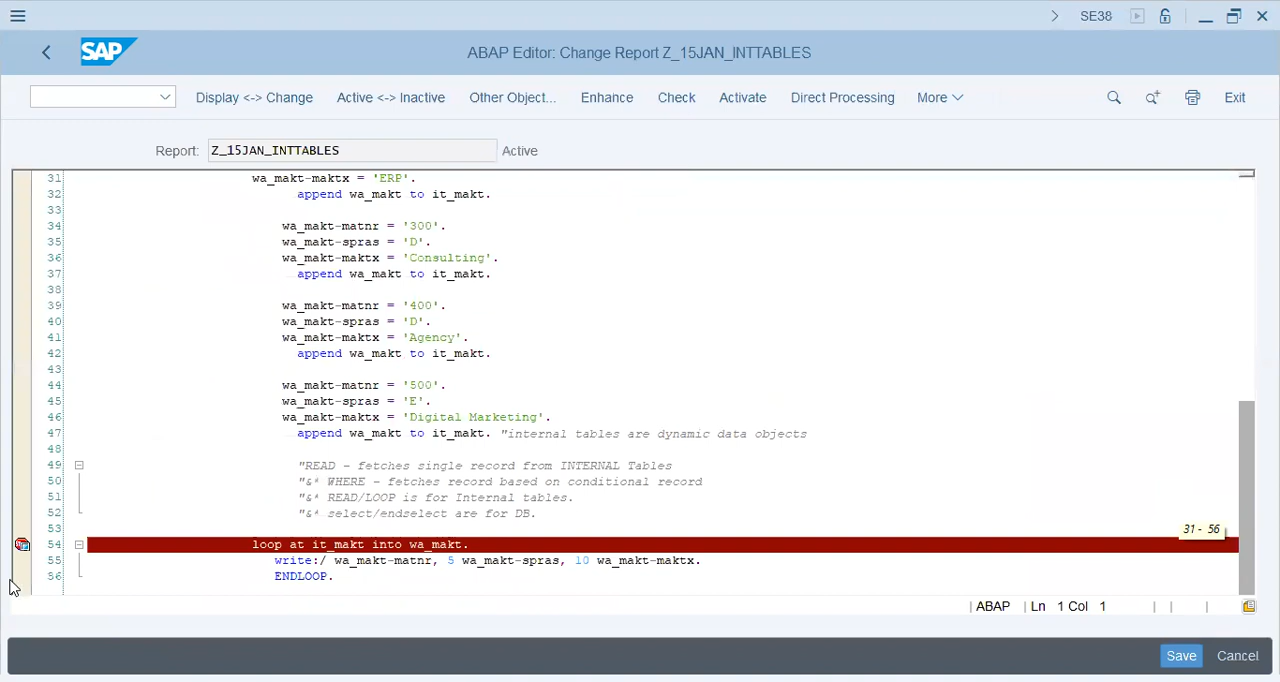 SE38
SAP ABAP Editor: Change Report Z_15JAN_INTTABLES
Display <-> Change Active <-> Inactive Other Object... Enhance Check Activate Direct Processing More Exit
Report: Z_15JAN_INTTABLES Active
31 wa_makt-maktx = 'ERP'.
32 append wa_makt to it_makt.
33
34 wa_makt-matnr = '300'.
35 wa_makt-spras = 'D'.
36 wa_makt-maktx = 'Consulting'.
37 append wa_makt to it_makt.
38
39 wa_makt-matnr = '400'.
40 wa_makt-spras = 'D'.
41 wa_makt-maktx = 'Agency'.
42 append wa_makt to it_makt.
43
44 wa_makt-matnr = '500'.
45 wa_makt-spras = 'E'.
46 wa_makt-maktx = 'Digital Marketing'.
47 append wa_makt to it_makt. "internal tables are dynamic data objects
48
49 "READ - fetches single record from INTERNAL Tables
50 "&* WHERE - fetches record based on conditional record
51 "&* READ/LOOP is for Internal tables.
52 "&* select/endselect are for DB.
53
31 - 56
54 loop at it_makt into wa_makt.
55 write:/ wa_makt-matnr, 5 wa_makt-spras, 10 wa_makt-maktx.
56 ENDLOOP.
| ABAP | Ln 1 Col 1 | | |
Save Cancel